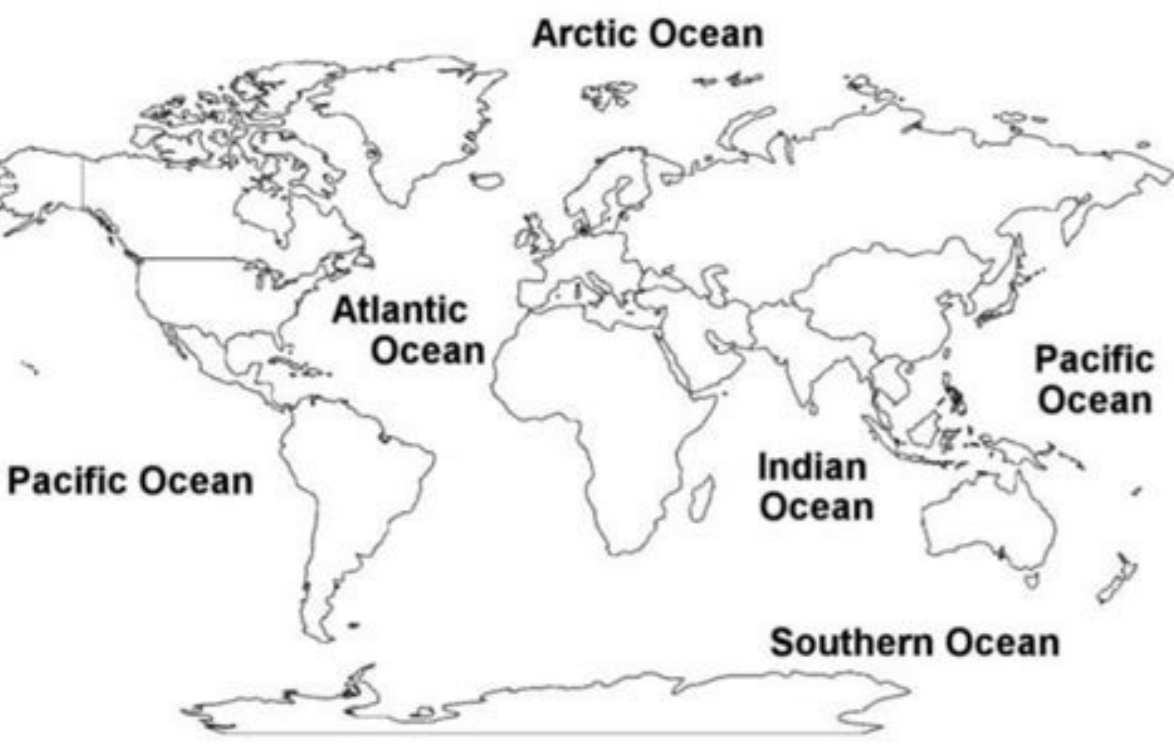 Arctic Ocean
Atlantic
Ocean
Pacific
Ocean
Pacific Ocean
Indian
Ocean
Southern Ocean